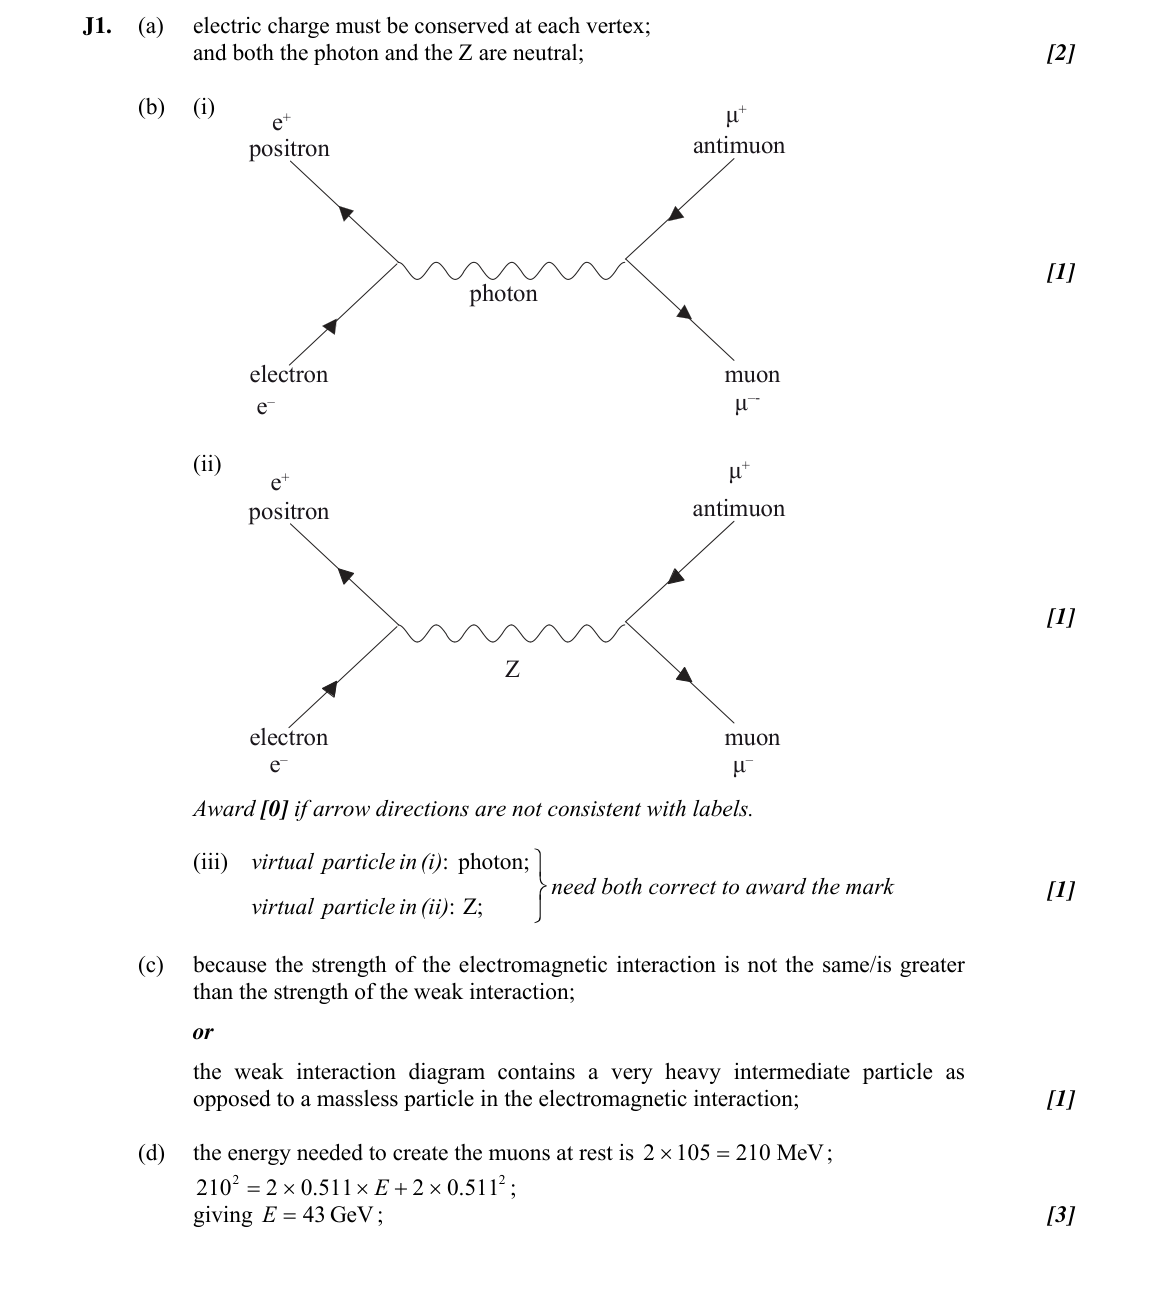 J1. (a) electric charge must be conserved at each vertex;
and both the photon and the Z are neutral; [2]
(b) (i)
e⁺ μ⁺
positron antimuon
[1]
photon
electron muon
e⁻ μ⁻
(ii)
e⁺ μ⁺
positron antimuon
[1]
Z
electron muon
e⁻ μ⁻
Award [0] if arrow directions are not consistent with labels.
(iii) virtual particle in (i): photon;
need both correct to award the mark [1]
virtual particle in (ii): Z;
(c) because the strength of the electromagnetic interaction is not the same/is greater
than the strength of the weak interaction;
or
the weak interaction diagram contains a very heavy intermediate particle as
opposed to a massless particle in the electromagnetic interaction; [1]
(d) the energy needed to create the muons at rest is 2 × 105 = 210 MeV;
210² = 2 × 0.511 × E + 2 × 0.511²;
giving E = 43 GeV; [3]